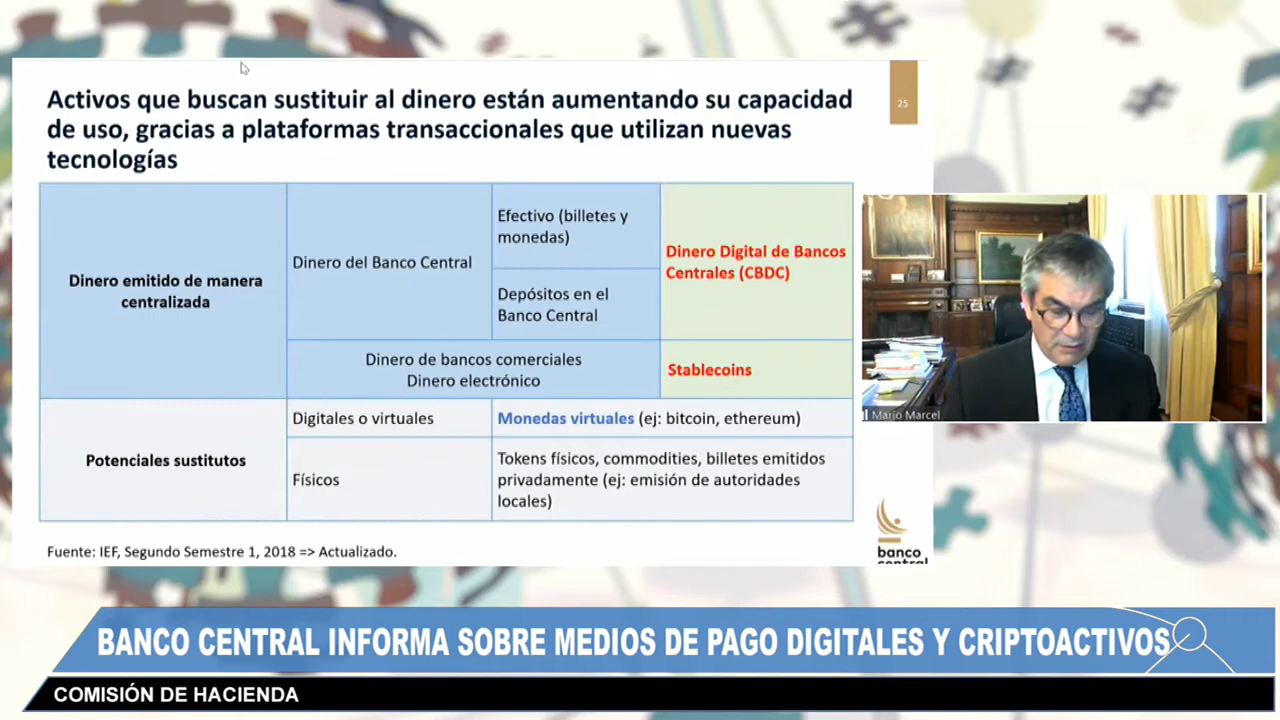 Activos que buscan sustituir al dinero están aumentando su capacidad
de uso, gracias a plataformas transaccionales que utilizan nuevas
tecnologías
25
Dinero emitido de manera
centralizada
Dinero del Banco Central
Efectivo (billetes y
monedas)
Depósitos en el
Banco Central
Dinero Digital de Bancos
Centrales (CBDC)
Dinero de bancos comerciales
Dinero electrónico
Stablecoins
Potenciales sustitutos
Digitales o virtuales
Monedas virtuales (ej: bitcoin, ethereum)
Físicos
Tokens físicos, commodities, billetes emitidos
privadamente (ej: emisión de autoridades
locales)
Fuente: IEF, Segundo Semestre 1, 2018 => Actualizado.
banco
central
Mario Marcel
BANCO CENTRAL INFORMA SOBRE MEDIOS DE PAGO DIGITALES Y CRIPTOACTIVOS
COMISIÓN DE HACIENDA